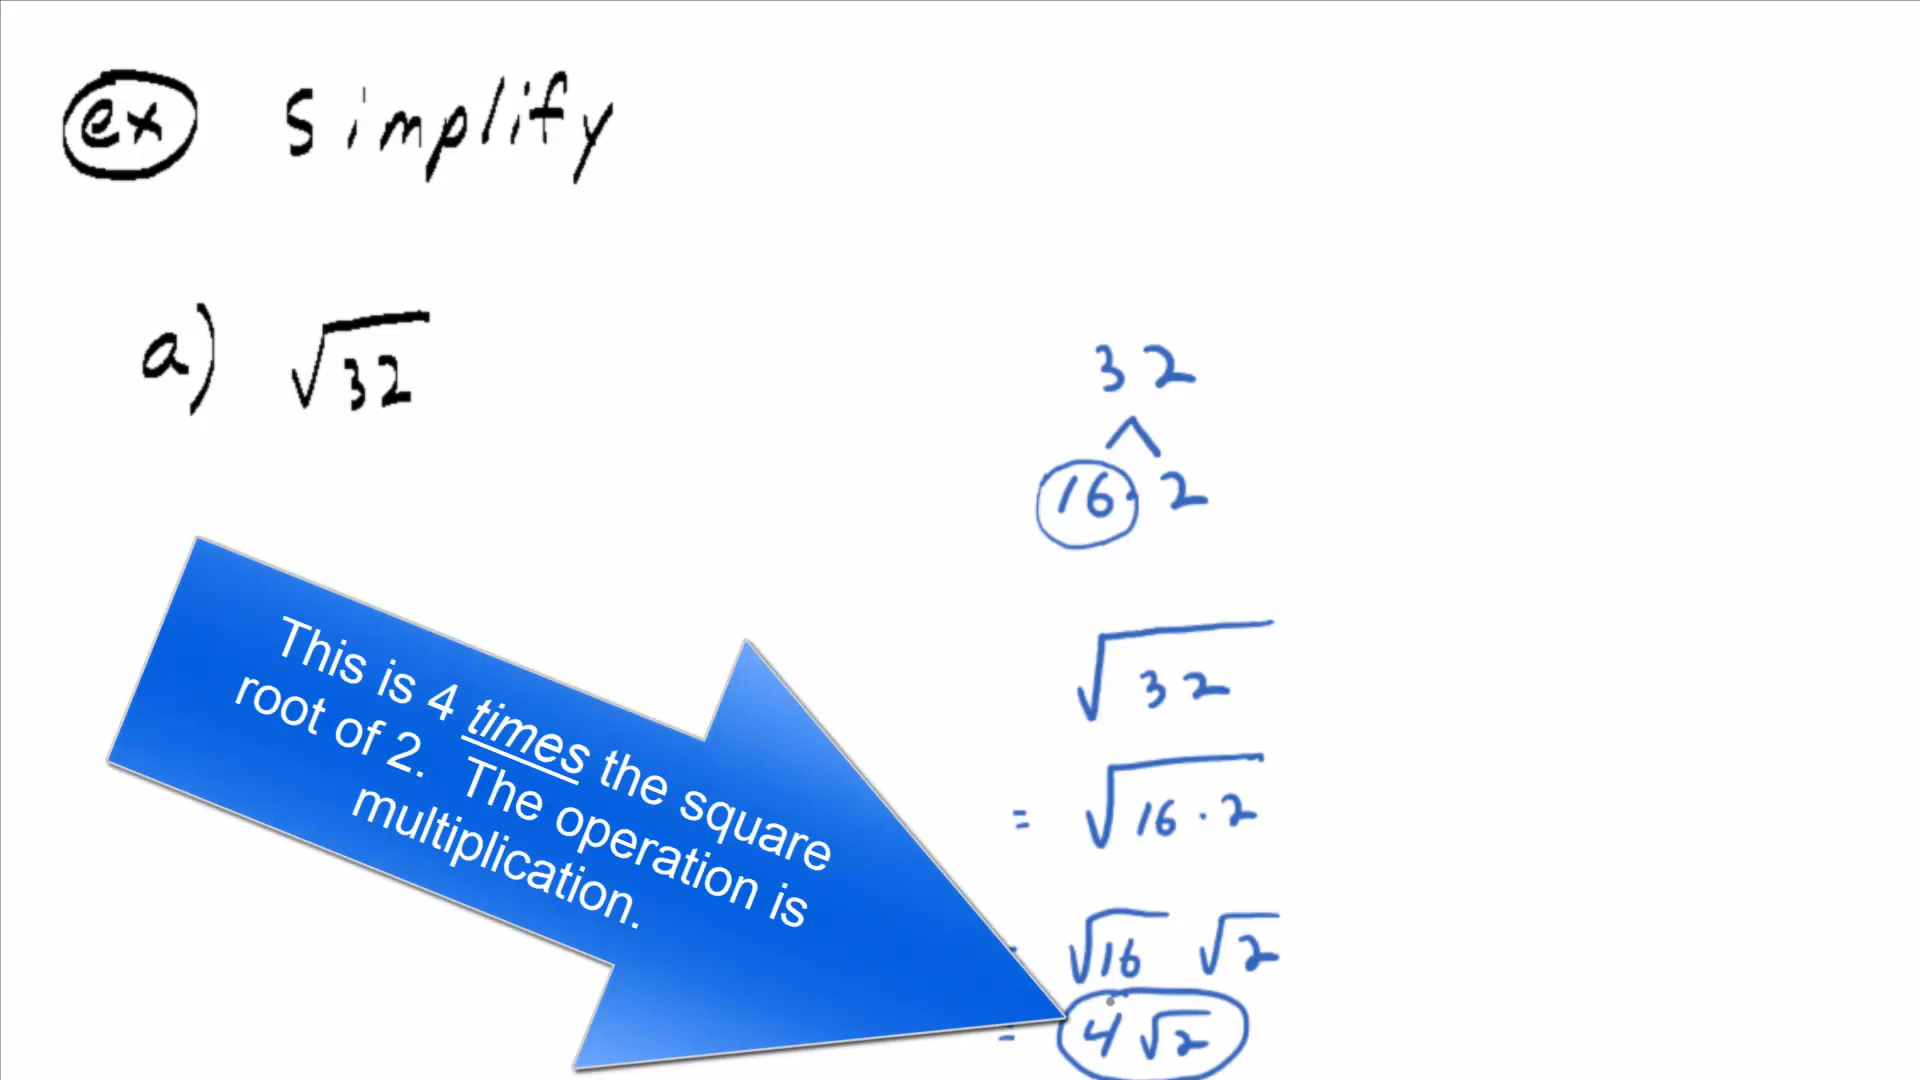 ex Simplify
a) √32
32
16 · 2
√32
= √16 · 2
= √16 √2
= 4 √2
This is 4 times the square
root of 2. The operation is
multiplication.